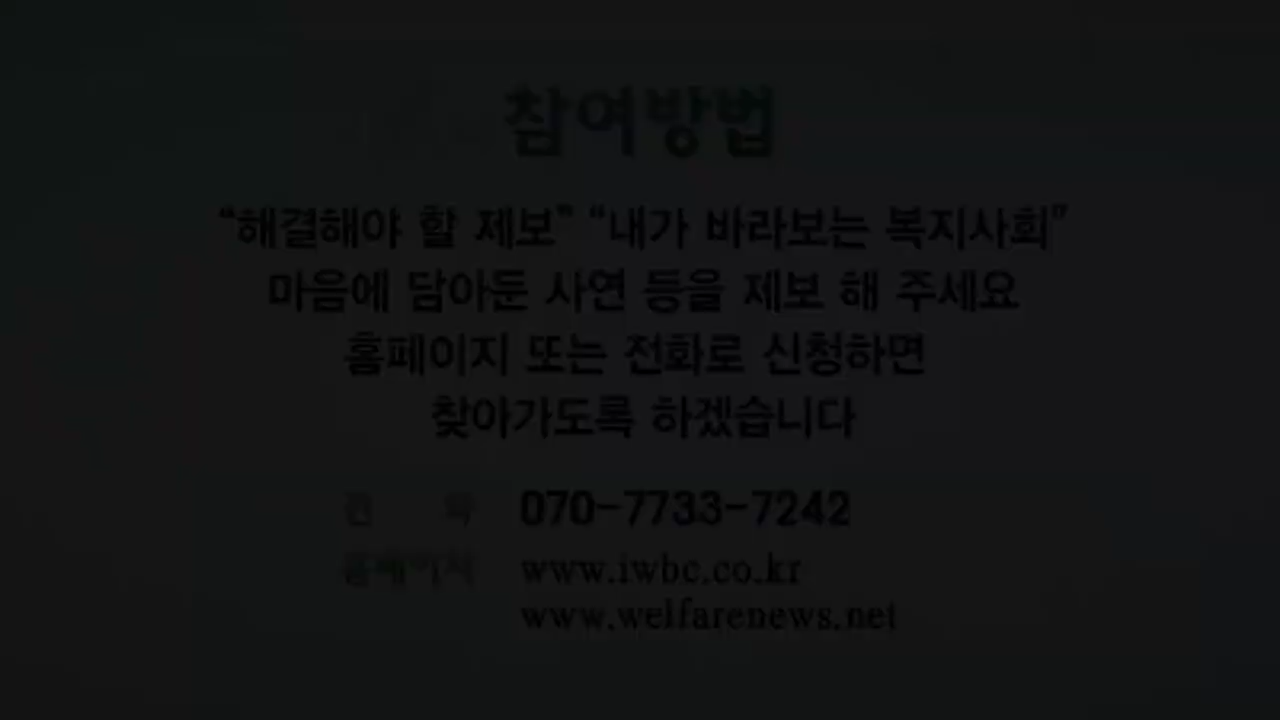 참여방법
“해결해야 할 제보” “내가 바라보는 복지사회”
마음에 담아둔 사연 등을 제보 해 주세요
홈페이지 또는 전화로 신청하면
찾아가도록 하겠습니다
전 화 070-7733-7242
홈페이지 www.iwbc.co.kr
www.welfarenews.net